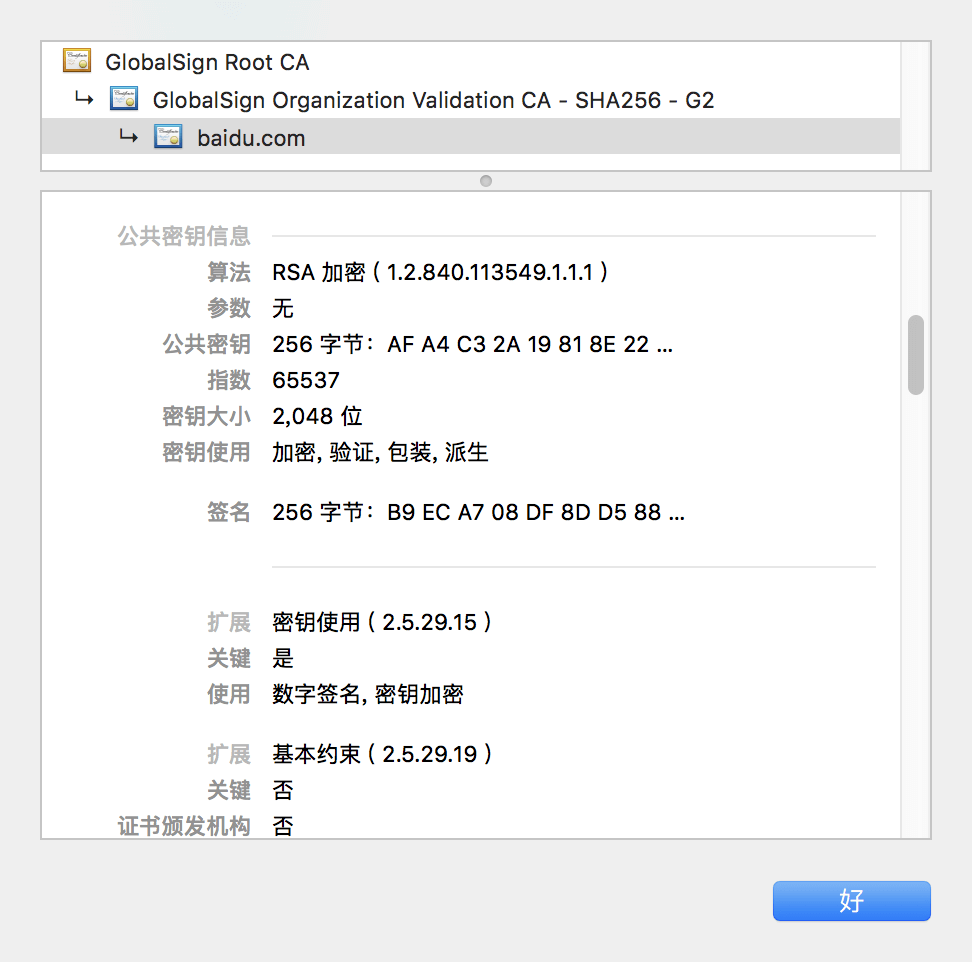 GlobalSign Root CA
GlobalSign Organization Validation CA - SHA256 - G2
baidu.com
公共密钥信息
算法 RSA 加密 ( 1.2.840.113549.1.1.1 )
参数 无
公共密钥 256 字节：AF A4 C3 2A 19 81 8E 22 ...
指数 65537
密钥大小 2,048 位
密钥使用 加密, 验证, 包装, 派生
签名 256 字节：B9 EC A7 08 DF 8D D5 88 ...
扩展 密钥使用 ( 2.5.29.15 )
关键 是
使用 数字签名, 密钥加密
扩展 基本约束 ( 2.5.29.19 )
关键 否
证书颁发机构 否
好